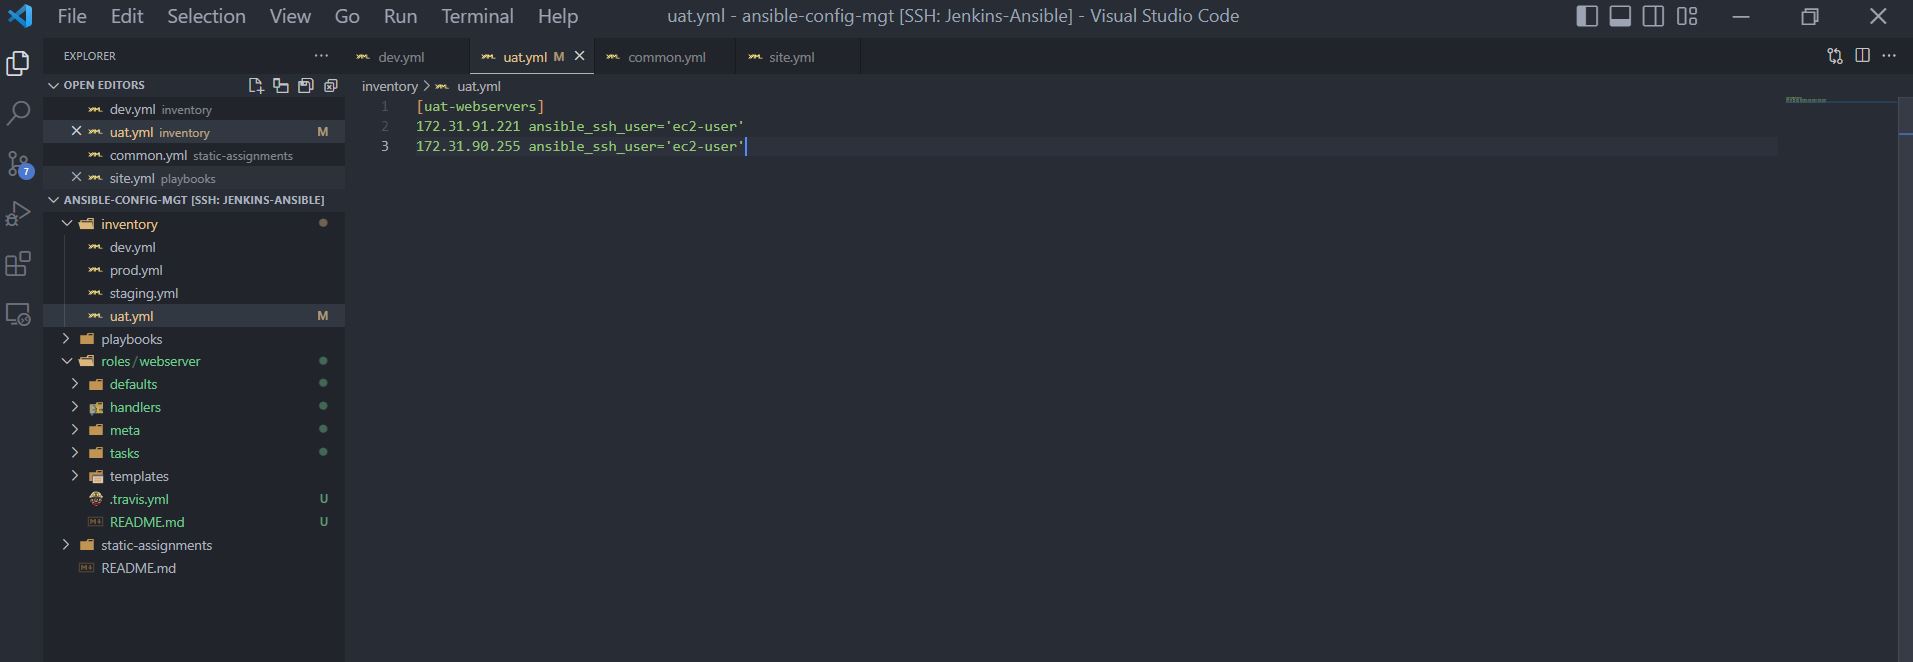 File Edit Selection View Go Run Terminal Help uat.yml - ansible-config-mgt [SSH: Jenkins-Ansible] - Visual Studio Code
EXPLORER
dev.yml uat.yml M common.yml site.yml
OPEN EDITORS
dev.yml inventory
uat.yml inventory M
common.yml static-assignments
site.yml playbooks
7
ANSIBLE-CONFIG-MGT [SSH: JENKINS-ANSIBLE]
inventory
dev.yml
prod.yml
staging.yml
uat.yml M
playbooks
roles/webserver
defaults
handlers
meta
tasks
templates
.travis.yml U
README.md U
static-assignments
README.md
inventory > uat.yml
1 [uat-webservers]
2 172.31.91.221 ansible_ssh_user='ec2-user'
3 172.31.90.255 ansible_ssh_user='ec2-user'